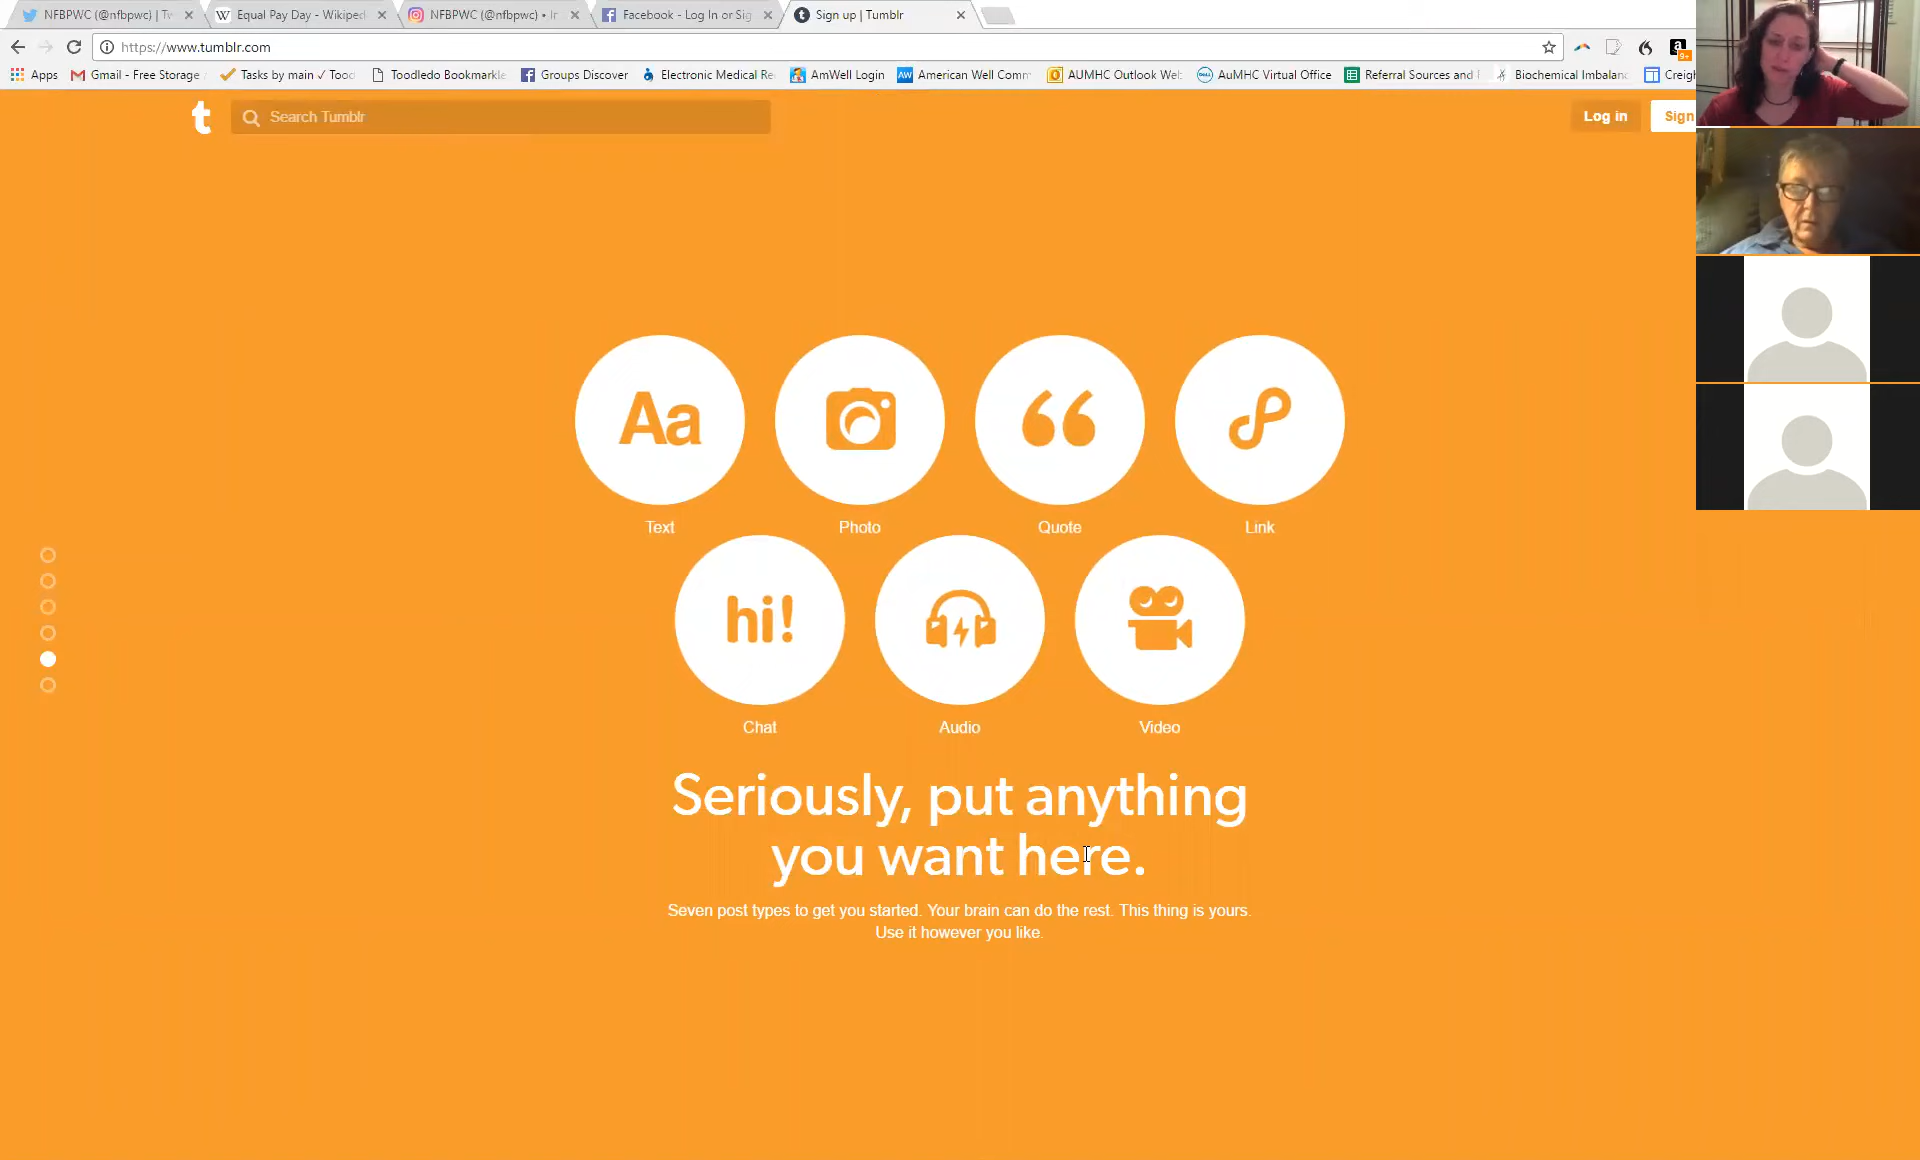 NFBPWC (@nfbpwc) | Tw
Equal Pay Day - Wikiped
NFBPWC (@nfbpwc) • In
Facebook - Log In or Sig
Sign up | Tumblr
https://www.tumblr.com
Apps
Gmail - Free Storage
Tasks by main ✓ Tood
Toodledo Bookmarkle
Groups Discover
Electronic Medical Re
AmWell Login
AW American Well Comm
AUMHC Outlook Web
AuMHC Virtual Office
Referral Sources and I
Biochemical Imbalanc
Creigh
t
Search Tumblr
Log in
Sign
Aa
Text
Photo
Quote
Link
hi!
Chat
Audio
Video
Seriously, put anything
you want here.
Seven post types to get you started. Your brain can do the rest. This thing is yours.
Use it however you like.